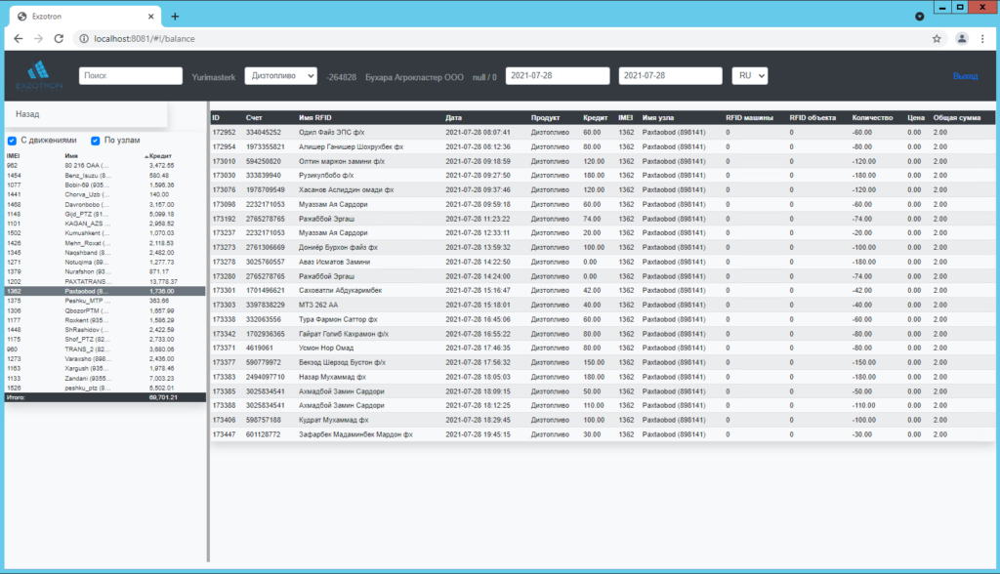 Exzotron
localhost:8081/#!/balance
EXZOTRON
Поиск
Yurimasterk
Дизтопливо
-264828
Бухара Агрокластер ООО
null / 0
2021-07-28
2021-07-28
RU
Выход
Назад
С движениями
По узлам
IMEI Имя Кредит
962 80 216 OAA (... 3,472.55
1454 Benz_Isuzu (8... 580.48
1077 Bobir-69 (935... 1,596.36
1441 Chorva_Uzb (... 140.00
1468 Davronbobo (... 3,157.00
1148 Gijd_PTZ (81... 5,099.18
1101 KAGAN_AZS ... 2,958.52
1502 Kumushkent (... 1,070.03
1426 Mehn_Roxat (... 2,118.53
1345 Naqshband (8... 2,482.00
1271 Notuqima (89... 1,277.73
1379 Nurafshon (93... 871.17
1202 PAXTATRANS... 13,778.37
1362 Paxtaobod (8... 1,736.00
1375 Peshku_MTP ... 363.66
1306 QbozorPTM (... 1,667.99
1177 Roxkent (935... 1,586.29
1448 ShRashidov (... 2,422.59
1175 Shof_PTZ (82... 2,733.00
960 TRANS_2 (82... 3,680.06
1273 Varaxsho (898... 2,436.00
1163 Xargush (935... 1,978.46
1133 Zandani (9355... 7,003.23
1526 peshku_ptz (8... 5,502.01
Итого: 69,701.21
ID Счет Имя RFID Дата Продукт Кредит IMEI Имя узла RFID машины RFID объекта Количество Цена Общая сумма
172952 334045252 Одил Файз ЭПС ф/х 2021-07-28 08:07:41 Дизтопливо 60.00 1362 Paxtaobod (898141) 0 0 -60.00 0.00 2.00
172954 1973355821 Алишер Ганишер Шохрухбек фх 2021-07-28 08:12:36 Дизтопливо 80.00 1362 Paxtaobod (898141) 0 0 -80.00 0.00 2.00
173010 594250820 Олтин маржон замини ф/х 2021-07-28 09:18:59 Дизтопливо 120.00 1362 Paxtaobod (898141) 0 0 -120.00 0.00 2.00
173030 333839940 Рузикулбобо ф/х 2021-07-28 09:27:50 Дизтопливо 180.00 1362 Paxtaobod (898141) 0 0 -180.00 0.00 2.00
173076 1978709549 Хасанов Аслиддин омади фх 2021-07-28 09:37:46 Дизтопливо 120.00 1362 Paxtaobod (898141) 0 0 -120.00 0.00 2.00
173098 2232171053 Муаззам Ая Сардори 2021-07-28 09:59:18 Дизтопливо 60.00 1362 Paxtaobod (898141) 0 0 -60.00 0.00 2.00
173192 2765278765 Ражаббой Эргаш 2021-07-28 11:23:22 Дизтопливо 74.00 1362 Paxtaobod (898141) 0 0 -74.00 0.00 2.00
173237 2232171053 Муаззам Ая Сардори 2021-07-28 12:33:11 Дизтопливо 20.00 1362 Paxtaobod (898141) 0 0 -20.00 0.00 2.00
173273 2761306669 Дониёр Бурхон файз фх 2021-07-28 13:59:32 Дизтопливо 100.00 1362 Paxtaobod (898141) 0 0 -100.00 0.00 2.00
173278 3025760557 Аваз Исматов Замини 2021-07-28 14:22:50 Дизтопливо 0.00 1362 Paxtaobod (898141) 0 0 -180.00 0.00 2.00
173280 2765278765 Ражаббой Эргаш 2021-07-28 14:24:00 Дизтопливо 0.00 1362 Paxtaobod (898141) 0 0 -74.00 0.00 2.00
173301 1701496621 Саховатли Абдукаримбек 2021-07-28 15:16:47 Дизтопливо 42.00 1362 Paxtaobod (898141) 0 0 -42.00 0.00 2.00
173303 3397838229 МТЗ 262 АА 2021-07-28 15:18:01 Дизтопливо 40.00 1362 Paxtaobod (898141) 0 0 -40.00 0.00 2.00
173338 332063556 Тура Фармон Саттор фх 2021-07-28 16:45:06 Дизтопливо 60.00 1362 Paxtaobod (898141) 0 0 -60.00 0.00 2.00
173342 1702936365 Гайрат Голиб Кахрамон ф/х 2021-07-28 16:55:22 Дизтопливо 80.00 1362 Paxtaobod (898141) 0 0 -80.00 0.00 2.00
173371 4619061 Усмон Нор Омад 2021-07-28 17:46:35 Дизтопливо 80.00 1362 Paxtaobod (898141) 0 0 -80.00 0.00 2.00
173377 590779972 Бекзод Шерзод Бустон ф/х 2021-07-28 17:56:32 Дизтопливо 150.00 1362 Paxtaobod (898141) 0 0 -150.00 0.00 2.00
173383 2494097710 Назар Мухаммад фх 2021-07-28 18:05:03 Дизтопливо 180.00 1362 Paxtaobod (898141) 0 0 -180.00 0.00 2.00
173385 3025834541 Ахмадбой Замин Сардори 2021-07-28 18:09:15 Дизтопливо 50.00 1362 Paxtaobod (898141) 0 0 -50.00 0.00 2.00
173388 3025834541 Ахмадбой Замин Сардори 2021-07-28 18:12:25 Дизтопливо 110.00 1362 Paxtaobod (898141) 0 0 -110.00 0.00 2.00
173406 598757188 Кудрат Мухаммад фх 2021-07-28 18:29:45 Дизтопливо 100.00 1362 Paxtaobod (898141) 0 0 -100.00 0.00 2.00
173447 601128772 Зафарбек Мадаминбек Мардон фх 2021-07-28 19:45:15 Дизтопливо 30.00 1362 Paxtaobod (898141) 0 0 -30.00 0.00 2.00